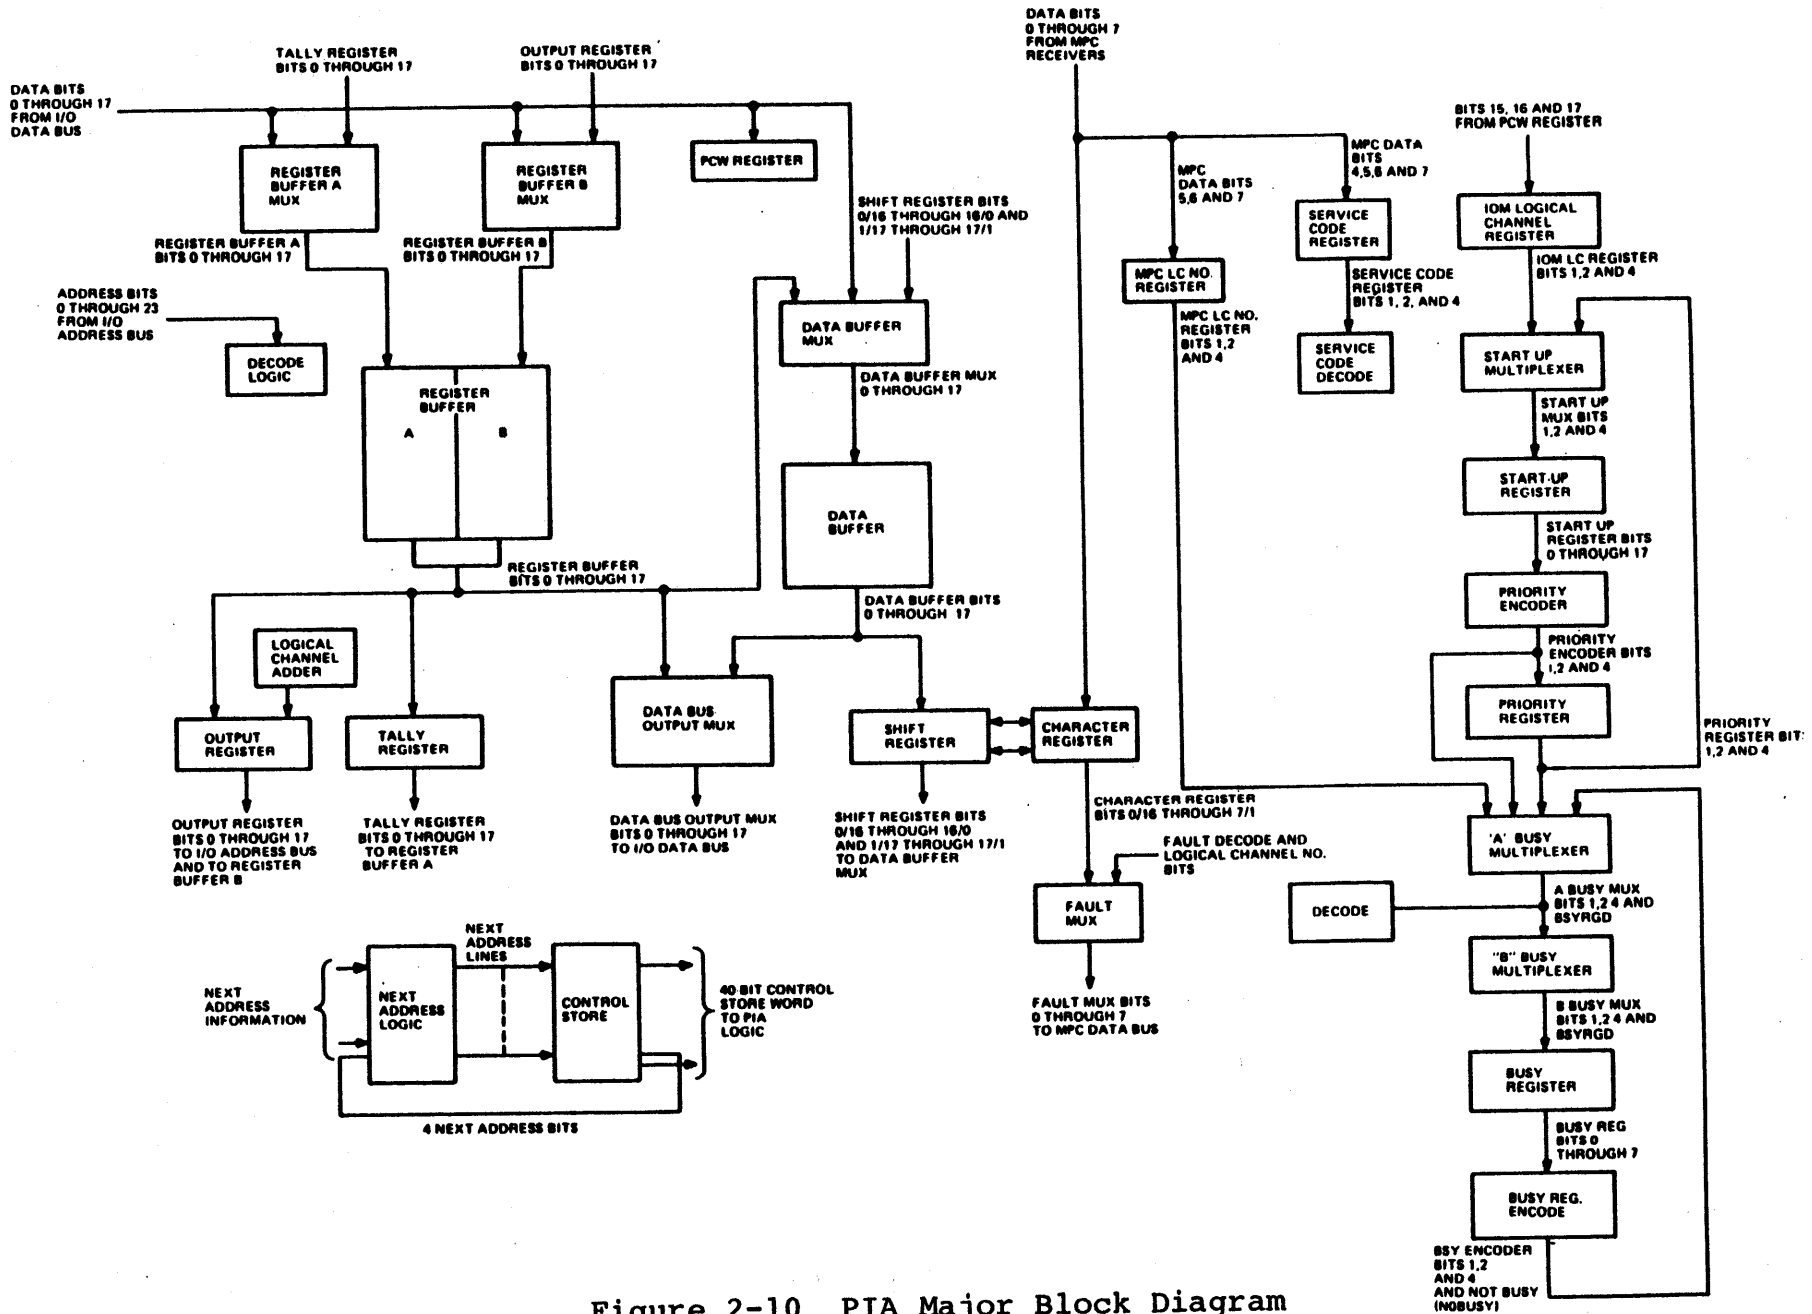 DATA BITS
0 THROUGH 7
FROM MPC
RECEIVERS
TALLY REGISTER
BITS 0 THROUGH 17
OUTPUT REGISTER
BITS 0 THROUGH 17
DATA BITS
0 THROUGH 17
FROM I/O
DATA BUS
BITS 15, 16 AND 17
FROM PCW REGISTER
REGISTER
BUFFER A
MUX
REGISTER
BUFFER B
MUX
PCW REGISTER
MPC
DATA BITS
5,6 AND 7
MPC DATA
BITS
4,5,6 AND 7
SHIFT REGISTER BITS
0/16 THROUGH 16/0 AND
1/17 THROUGH 17/1
SERVICE
CODE
REGISTER
IOM LOGICAL
CHANNEL
REGISTER
REGISTER BUFFER A
BITS 0 THROUGH 17
REGISTER BUFFER B
BITS 0 THROUGH 17
MPC LC NO.
REGISTER
SERVICE CODE
REGISTER
BITS 1, 2, AND 4
IOM LC REGISTER
BITS 1,2 AND 4
ADDRESS BITS
0 THROUGH 23
FROM I/O
ADDRESS BUS
DECODE
LOGIC
DATA BUFFER
MUX
MPC LC NO.
REGISTER
BITS 1,2
AND 4
SERVICE
CODE
DECODE
START UP
MULTIPLEXER
REGISTER
BUFFER
A
B
DATA BUFFER MUX
0 THROUGH 17
START UP
MUX BITS
1,2 AND 4
DATA
BUFFER
START-UP
REGISTER
START UP
REGISTER BITS
0 THROUGH 17
REGISTER BUFFER
BITS 0 THROUGH 17
DATA BUFFER BITS
0 THROUGH 17
PRIORITY
ENCODER
PRIORITY
ENCODER BITS
1,2 AND 4
LOGICAL
CHANNEL
ADDER
OUTPUT
REGISTER
TALLY
REGISTER
DATA BUS
OUTPUT MUX
SHIFT
REGISTER
CHARACTER
REGISTER
PRIORITY
REGISTER
PRIORITY
REGISTER BIT
1,2 AND 4
OUTPUT REGISTER
BITS 0 THROUGH 17
TO I/O ADDRESS BUS
AND TO REGISTER
BUFFER B
TALLY REGISTER
BITS 0 THROUGH 17
TO REGISTER
BUFFER A
DATA BUS OUTPUT MUX
BITS 0 THROUGH 17
TO I/O DATA BUS
SHIFT REGISTER BITS
0/16 THROUGH 16/0
AND 1/17 THROUGH 17/1
TO DATA BUFFER
MUX
CHARACTER REGISTER
BITS 0/16 THROUGH 7/1
FAULT DECODE AND
LOGICAL CHANNEL NO.
BITS
'A' BUSY
MULTIPLEXER
FAULT
MUX
DECODE
A BUSY MUX
BITS 1,2 4 AND
BSYRGD
"B" BUSY
MULTIPLEXER
NEXT
ADDRESS
INFORMATION
NEXT
ADDRESS
LOGIC
NEXT
ADDRESS
LINES
CONTROL
STORE
40-BIT CONTROL
STORE WORD
TO PIA
LOGIC
4 NEXT ADDRESS BITS
FAULT MUX BITS
0 THROUGH 7
TO MPC DATA BUS
B BUSY MUX
BITS 1,2 4 AND
BSYRGD
BUSY
REGISTER
BUSY REG
BITS 0
THROUGH 7
BUSY REG.
ENCODE
BSY ENCODER
BITS 1,2
AND 4
AND NOT BUSY
(NOBUSY)
Figure 2-10 PIA Major Block Diagram